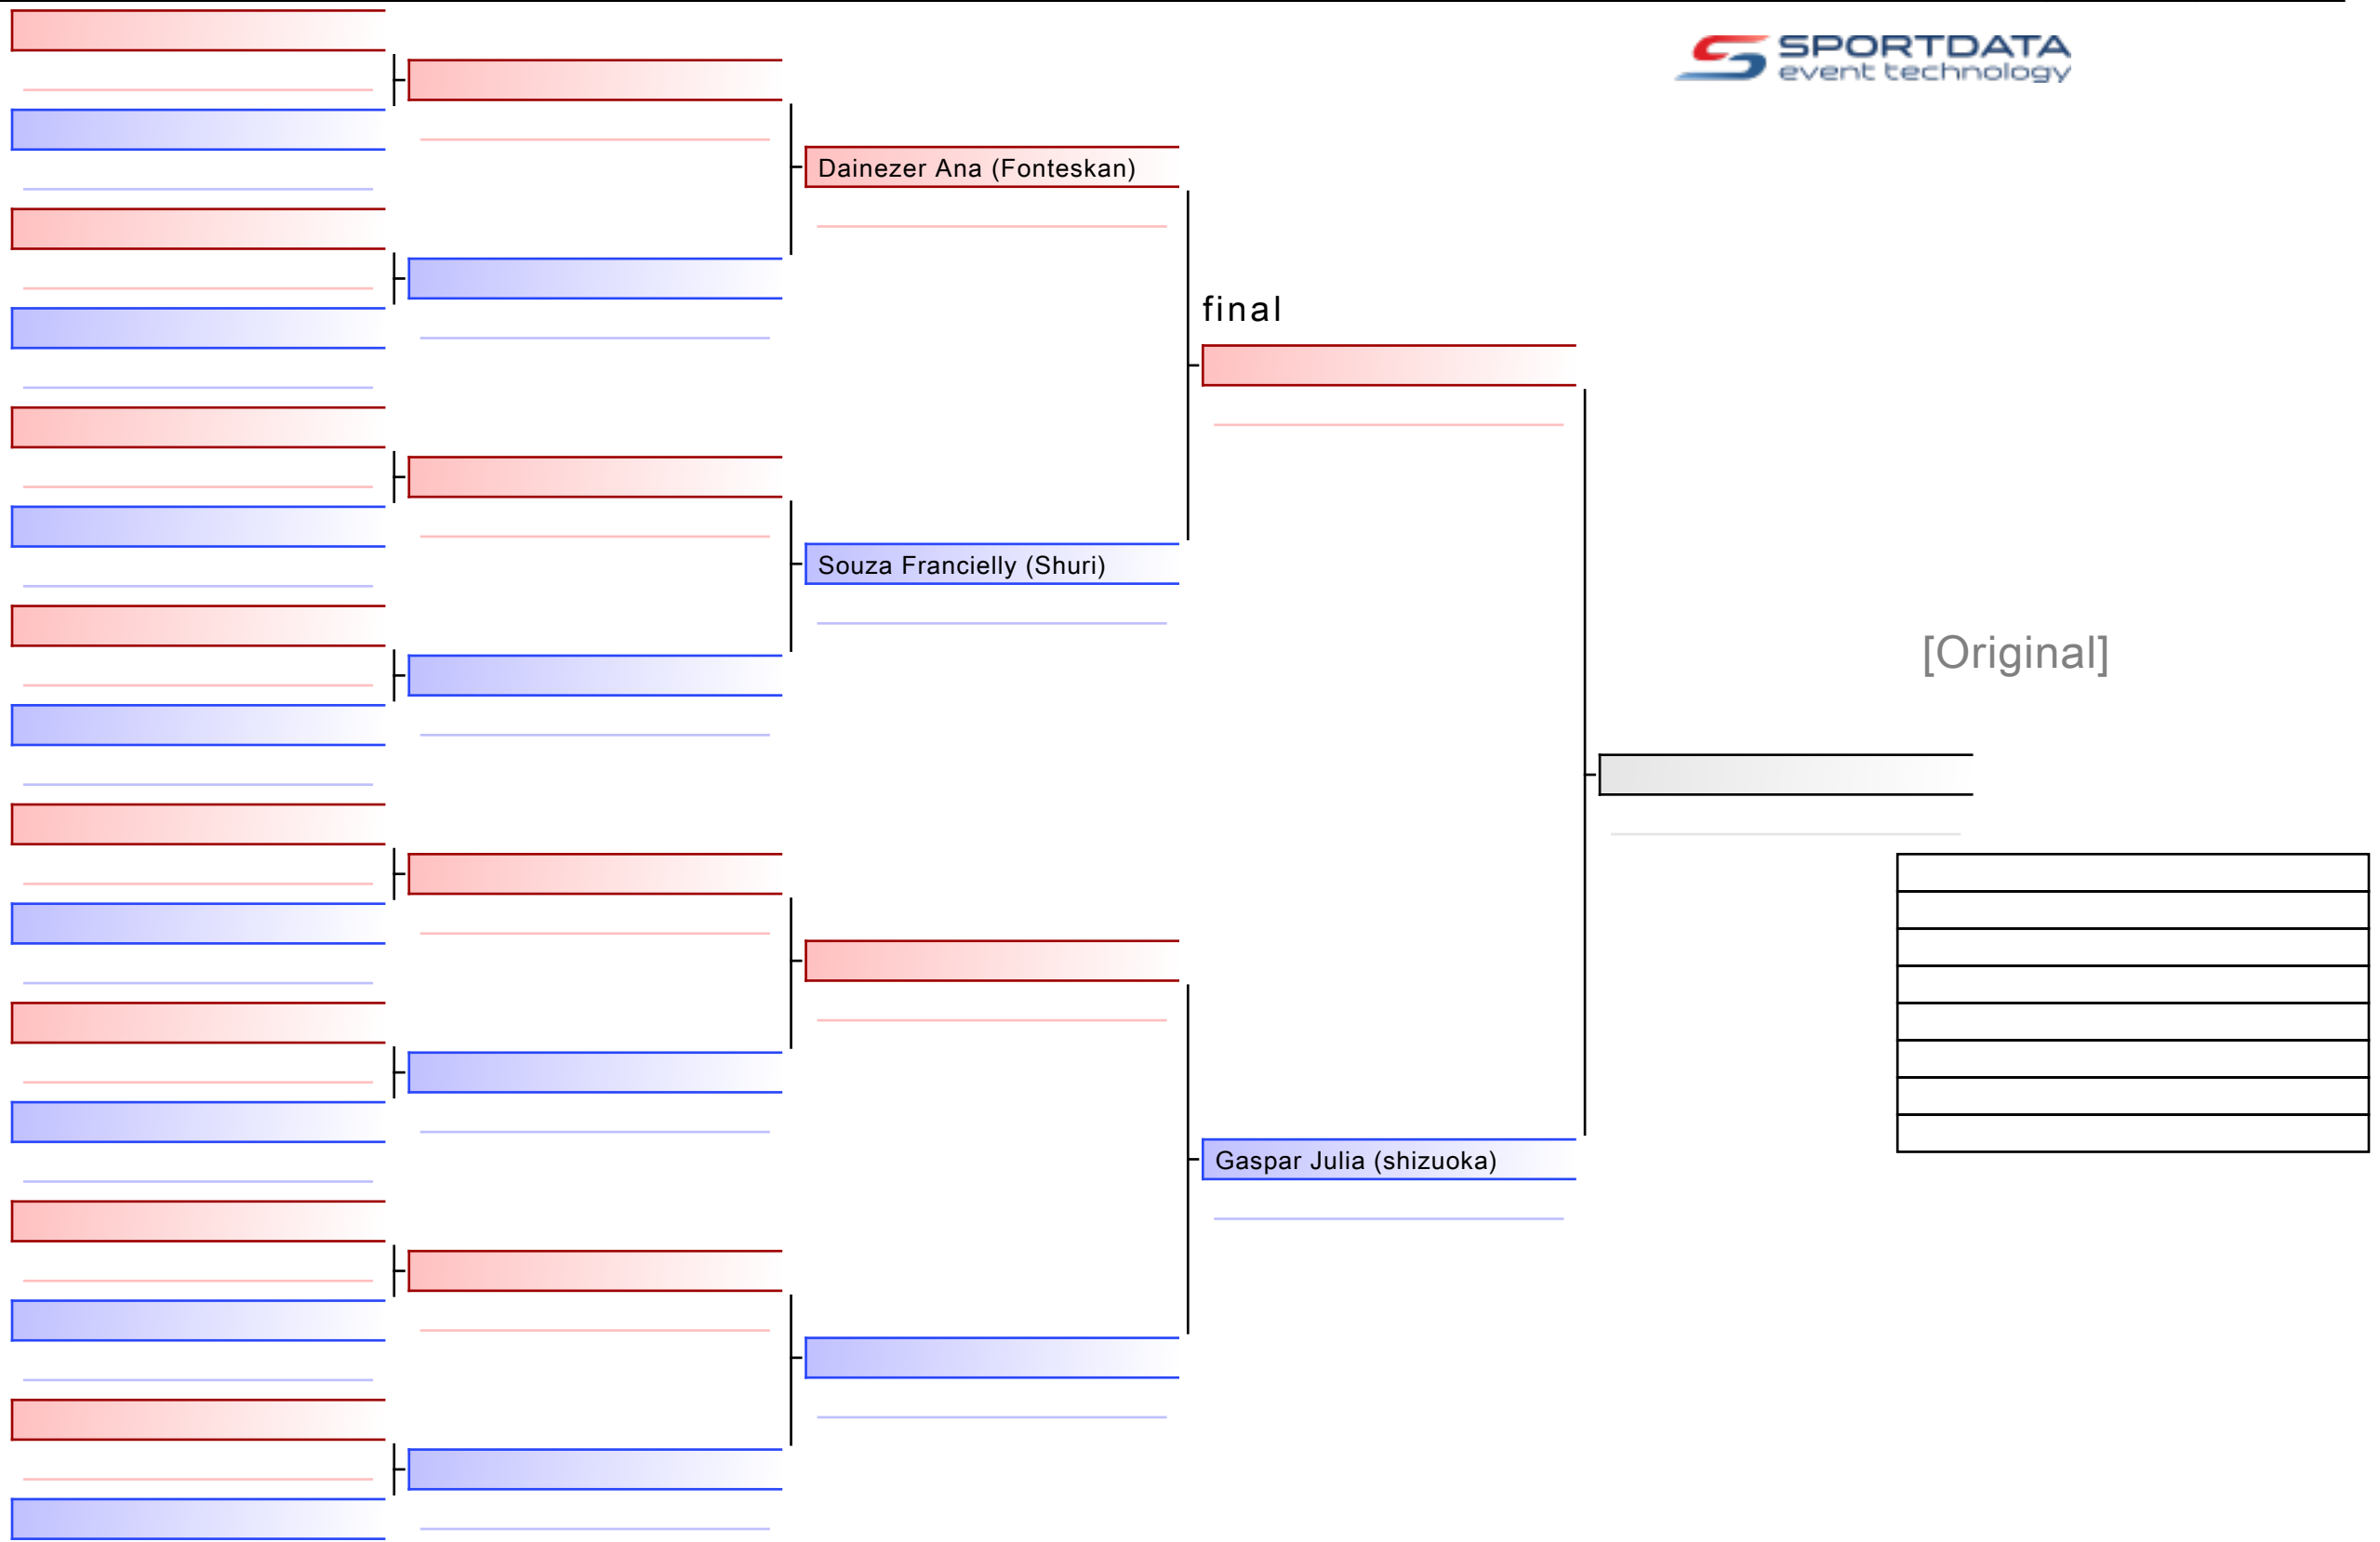 SPORTDATA
event technology
Dainezer Ana (Fonteskan)
final
Souza Francielly (Shuri)
[Original]
Gaspar Julia (shizuoka)